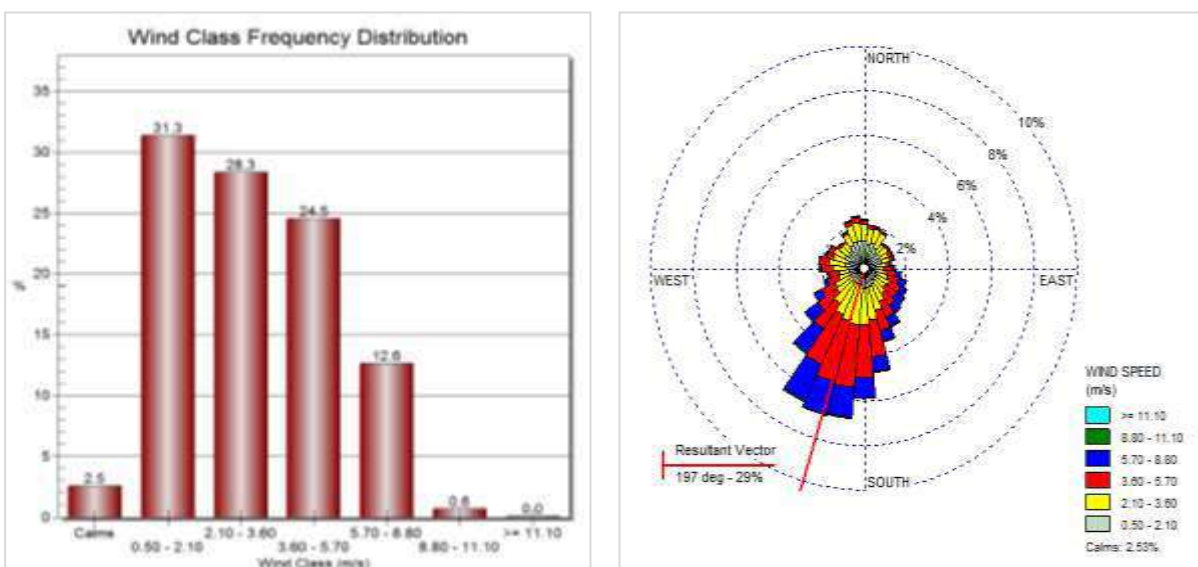 Wind Class Frequency Distribution
%
35
30
25
20
15
10
5
0
2.5
31.3
28.3
24.5
12.6
0.6
0.0
Calms
0.50 - 2.10
2.10 - 3.60
3.60 - 5.70
5.70 - 8.80
8.80 - 11.10
>= 11.10
Wind Class (m/s)
NORTH
10%
8%
6%
4%
2%
WEST
EAST
SOUTH
Resultant Vector
197 deg - 29%
WIND SPEED
(m/s)
>= 11.10
8.80 - 11.10
5.70 - 8.80
3.60 - 5.70
2.10 - 3.60
0.50 - 2.10
Calms: 2.53%